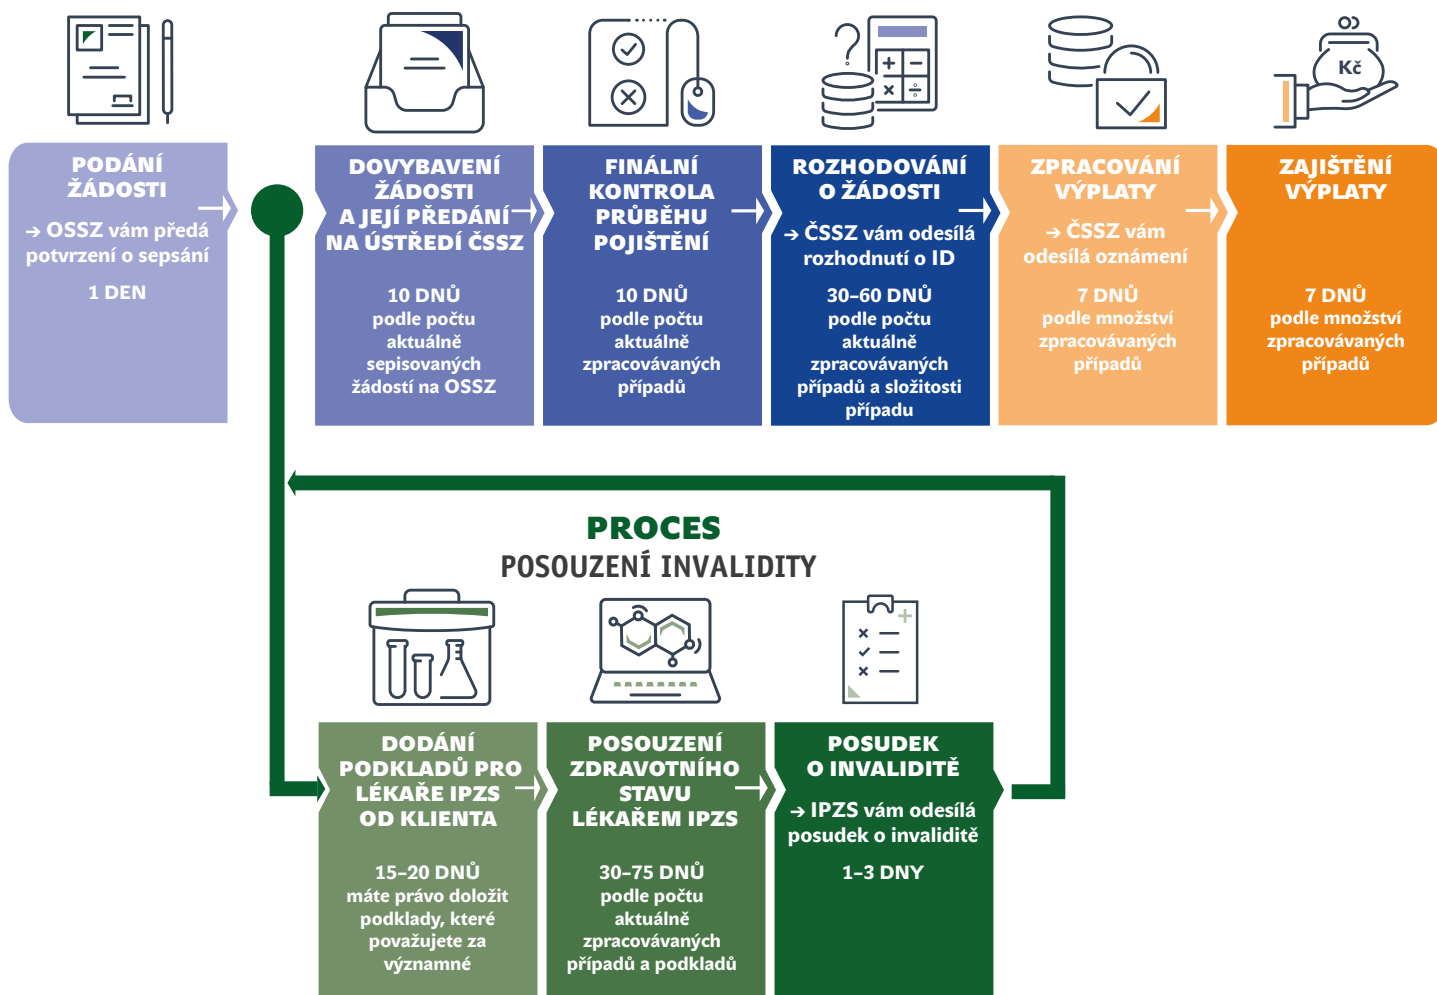 Kč
PODÁNÍ
ŽÁDOSTI
→ OSSZ vám předá
potvrzení o sepsání
1 DEN
DOVYBAVENÍ
ŽÁDOSTI
A JEJÍ PŘEDÁNÍ
NA ÚSTŘEDÍ ČSSZ
10 DNŮ
podle počtu
aktuálně
sepisovaných
žádostí na OSSZ
FINÁLNÍ
KONTROLA
PRŮBĚHU
POJIŠTĚNÍ
10 DNŮ
podle počtu
aktuálně
zpracovávaných
případů
ROZHODOVÁNÍ
O ŽÁDOSTI
→ ČSSZ vám odesílá
rozhodnutí o ID
30–60 DNŮ
podle počtu
aktuálně
zpracovávaných
případů a složitosti
případu
ZPRACOVÁNÍ
VÝPLATY
→ ČSSZ vám
odesílá oznámení
7 DNŮ
podle množství
zpracovávaných
případů
ZAJIŠTĚNÍ
VÝPLATY
7 DNŮ
podle množství
zpracovávaných
případů
PROCES
POSOUZENÍ INVALIDITY
DODÁNÍ
PODKLADŮ PRO
LÉKAŘE IPZS
OD KLIENTA
15–20 DNŮ
máte právo doložit
podklady, které
považujete za
významné
POSOUZENÍ
ZDRAVOTNÍHO
STAVU
LÉKAŘEM IPZS
30–75 DNŮ
podle počtu
aktuálně
zpracovávaných
případů a podkladů
POSUDEK
O INVALIDITĚ
→ IPZS vám odesílá
posudek o invaliditě
1–3 DNY